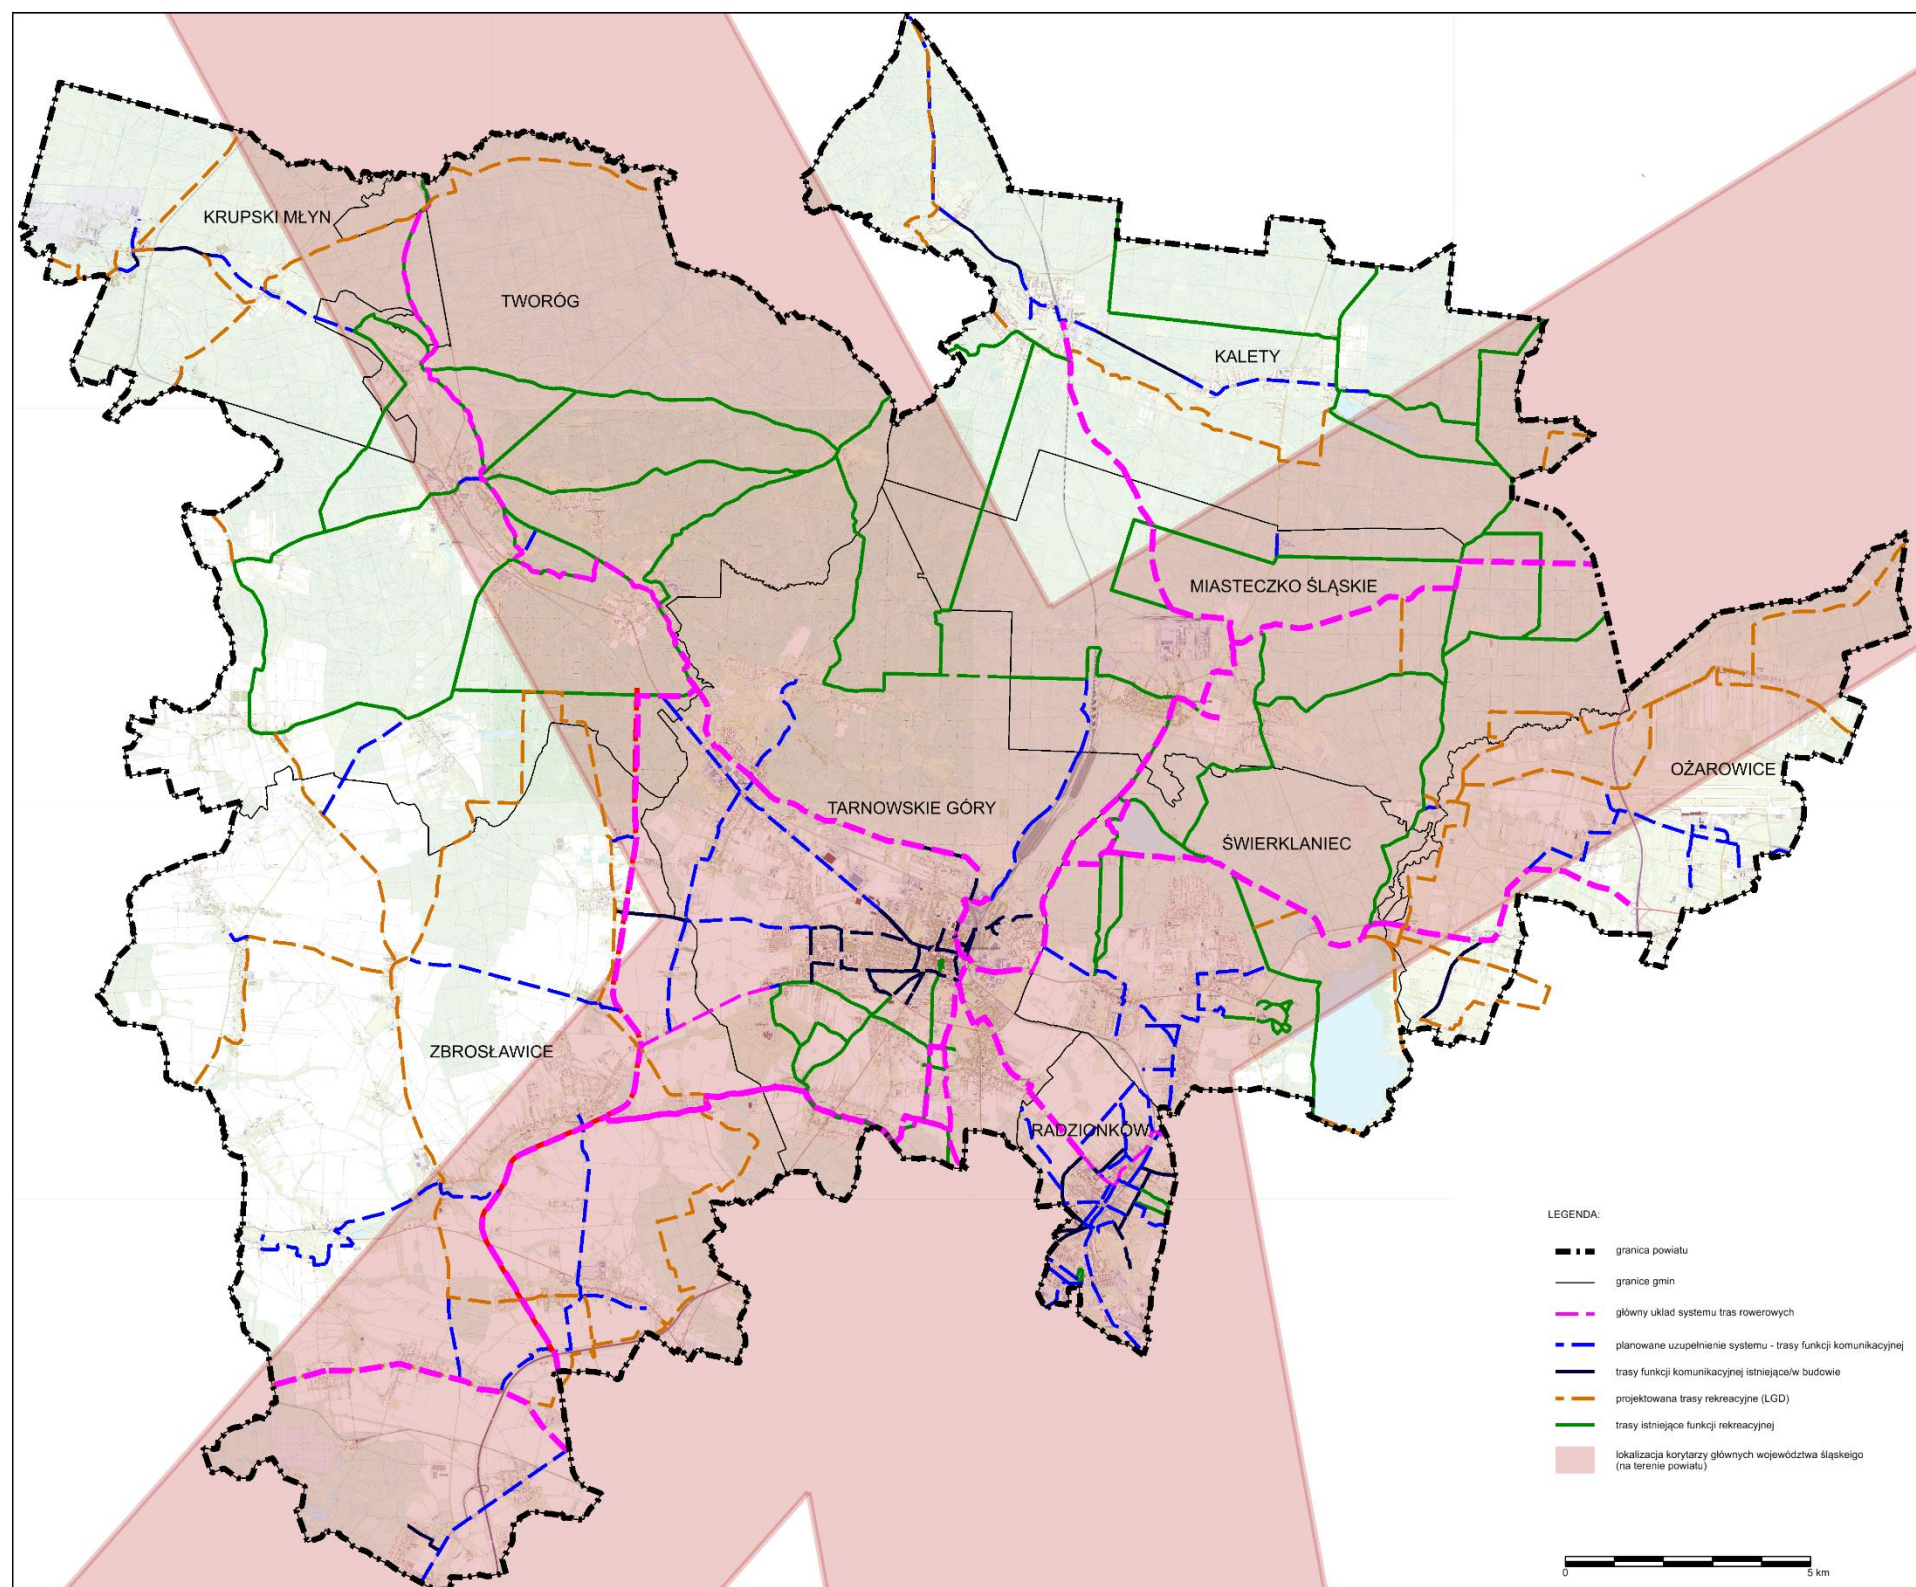 KRUPSKI MŁYN
TWORÓG
KALETY
MIASTECZKO ŚLĄSKIE
OŻAROWICE
TARNOWSKIE GÓRY
ŚWIERKLANIEC
ZBROSŁAWICE
RADZIONKÓW
LEGENDA:
granica powiatu
granice gmin
główny uklad systemu tras rowerowych
planowane uzupełnienie systemu - trasy funkcji komunikacyjnej
trasy funkcji komunikacyjnej istniejące/w budowie
projektowana trasy rekreacyjne (LGD)
trasy istniejące funkcji rekreacyjnej
lokalizacja korytarzy głównych województwa śląskeigo
(na terenie powiatu)
0 5 km